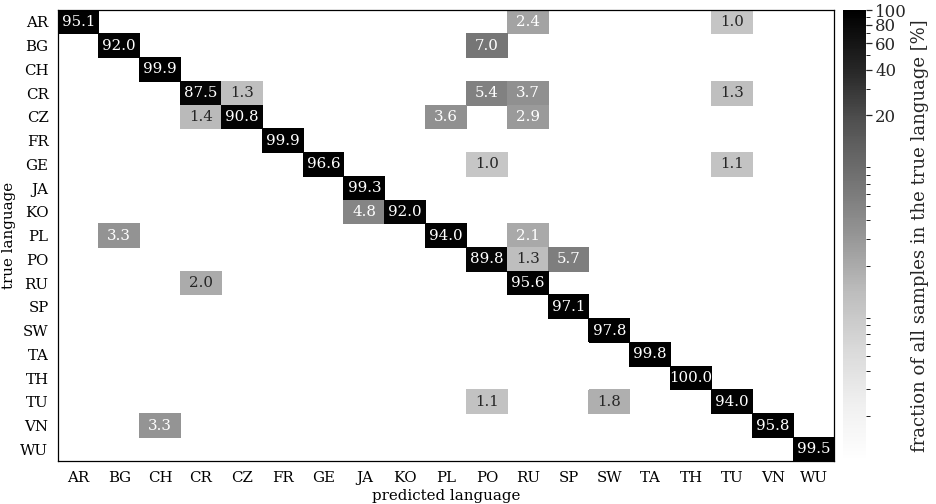 AR 95.1 2.4 1.0
BG 92.0 7.0
CH 99.9
CR 87.5 1.3 5.4 3.7 1.3
CZ 1.4 90.8 3.6 2.9
FR 99.9
GE 96.6 1.0 1.1
JA 99.3
KO 4.8 92.0
PL 3.3 94.0 2.1
PO 89.8 1.3 5.7
RU 2.0 95.6
SP 97.1
SW 97.8
TA 99.8
TH 100.0
TU 1.1 1.8 94.0
VN 3.3 95.8
WU 99.5
AR BG CH CR CZ FR GE JA KO PL PO RU SP SW TA TH TU VN WU
predicted language
true language
100
80
60
40
20
fraction of all samples in the true language [%]